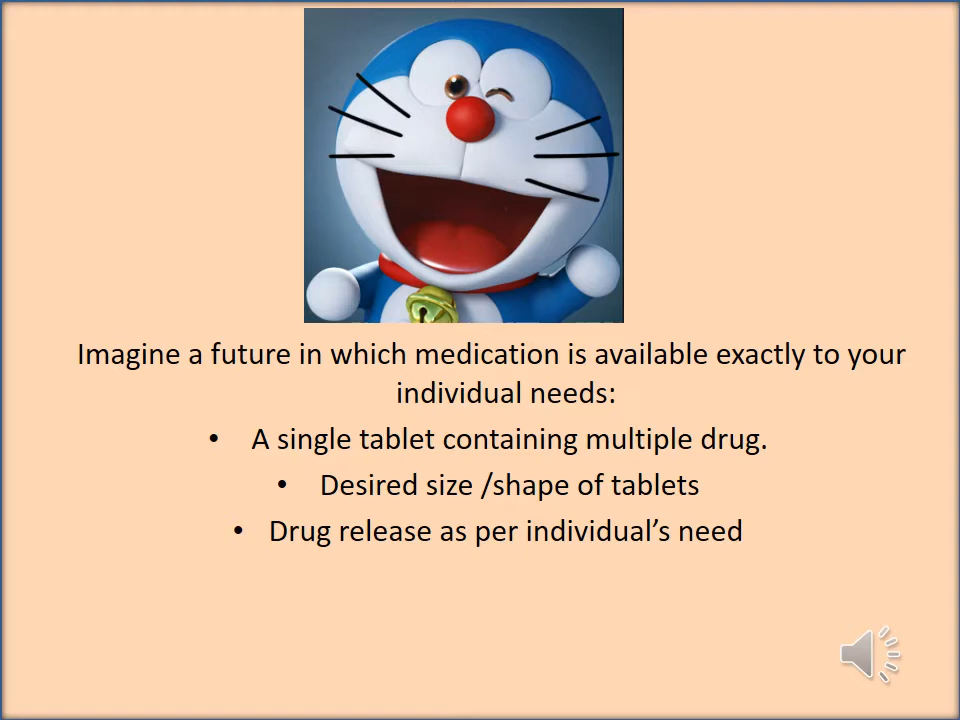 Imagine a future in which medication is available exactly to your
individual needs:
• A single tablet containing multiple drug.
• Desired size /shape of tablets
• Drug release as per individual’s need